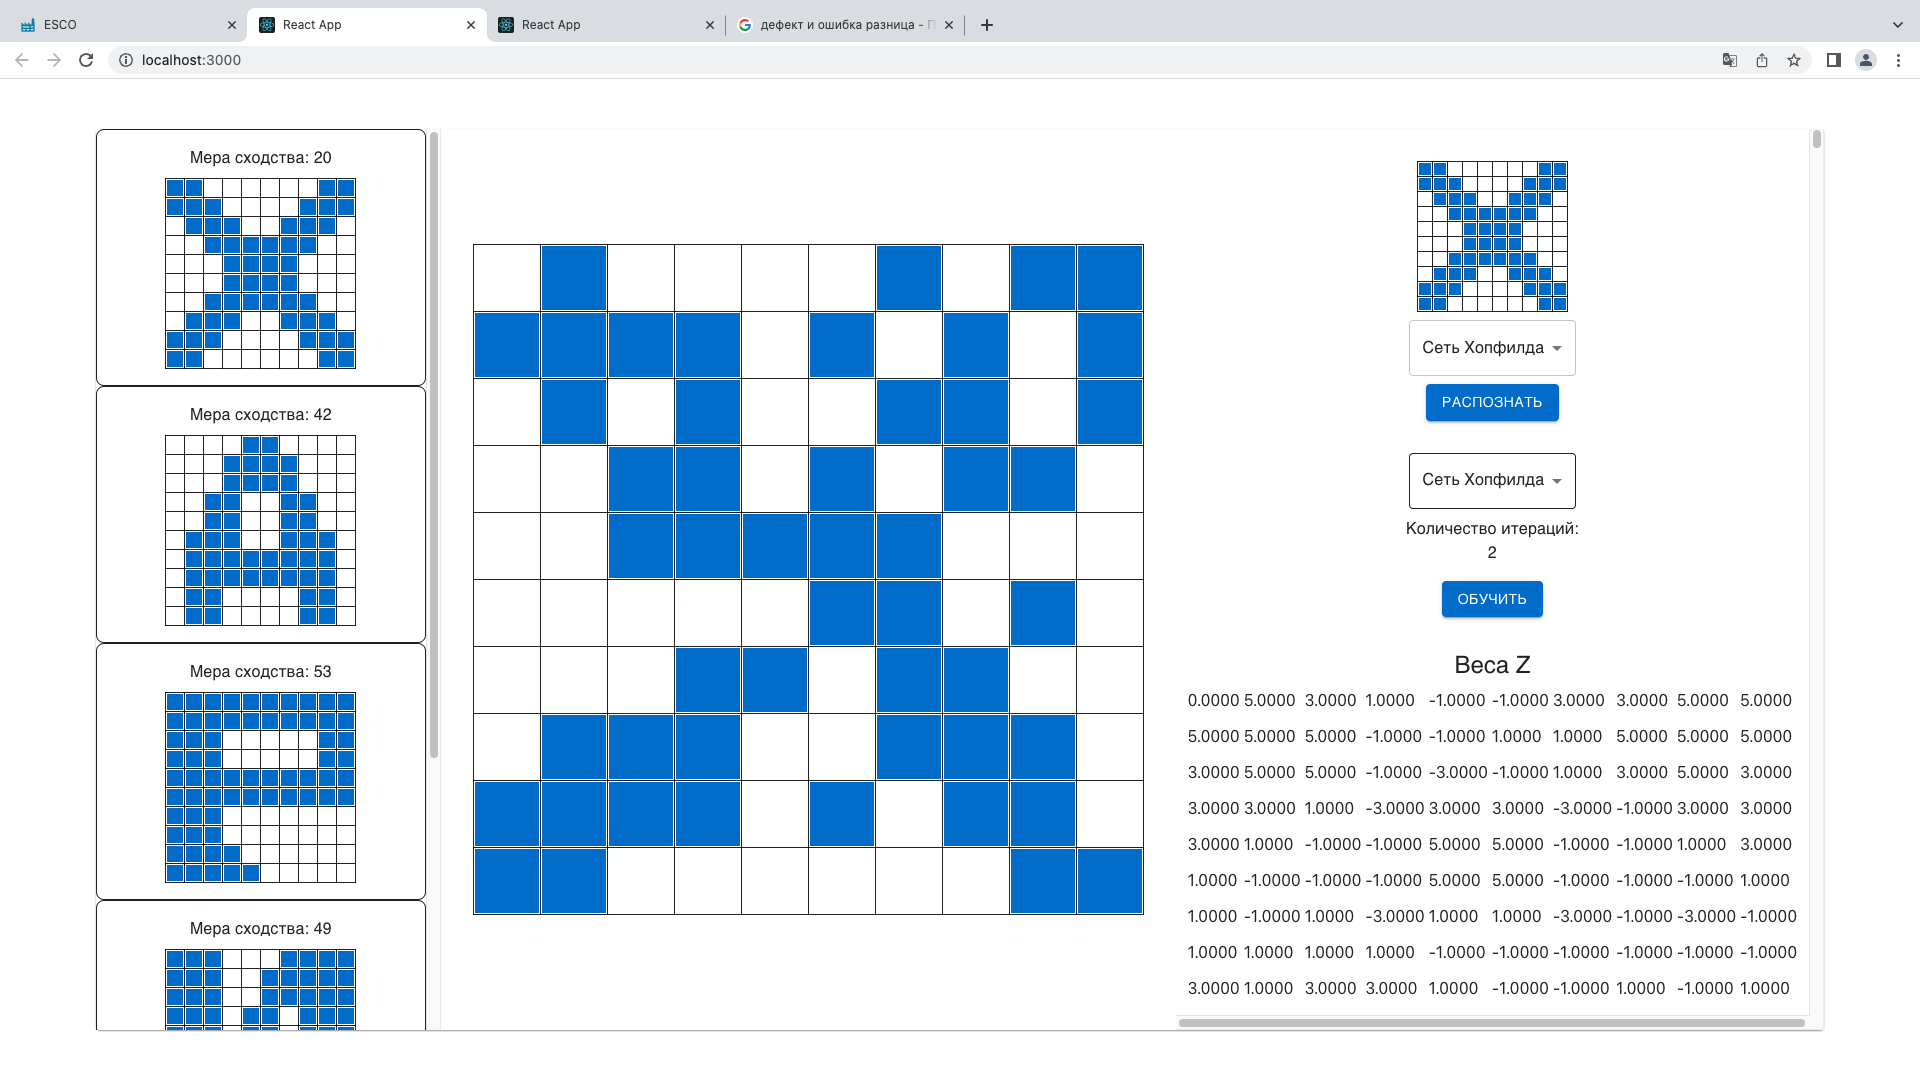 ESCO
React App
React App
дефект и ошибка разница -
localhost:3000
Мера сходства: 20
Мера сходства: 42
Мера сходства: 53
Мера сходства: 49
Сеть Хопфилда
РАСПОЗНАТЬ
Сеть Хопфилда
Количество итераций:
2
ОБУЧИТЬ
Веса Z
0.0000 5.0000 3.0000 1.0000 -1.0000 -1.0000 3.0000 3.0000 5.0000 5.0000
5.0000 5.0000 5.0000 -1.0000 -1.0000 1.0000 1.0000 5.0000 5.0000 5.0000
3.0000 5.0000 5.0000 -1.0000 -3.0000 -1.0000 1.0000 3.0000 5.0000 3.0000
3.0000 3.0000 1.0000 -3.0000 3.0000 3.0000 -3.0000 -1.0000 3.0000 3.0000
3.0000 1.0000 -1.0000 -1.0000 5.0000 5.0000 -1.0000 -1.0000 1.0000 3.0000
1.0000 -1.0000 -1.0000 -1.0000 5.0000 5.0000 -1.0000 -1.0000 -1.0000 1.0000
1.0000 -1.0000 1.0000 -3.0000 1.0000 1.0000 -3.0000 -1.0000 -3.0000 -1.0000
1.0000 1.0000 1.0000 1.0000 -1.0000 -1.0000 -1.0000 -1.0000 -1.0000 -1.0000
3.0000 1.0000 3.0000 3.0000 1.0000 -1.0000 -1.0000 1.0000 -1.0000 1.0000